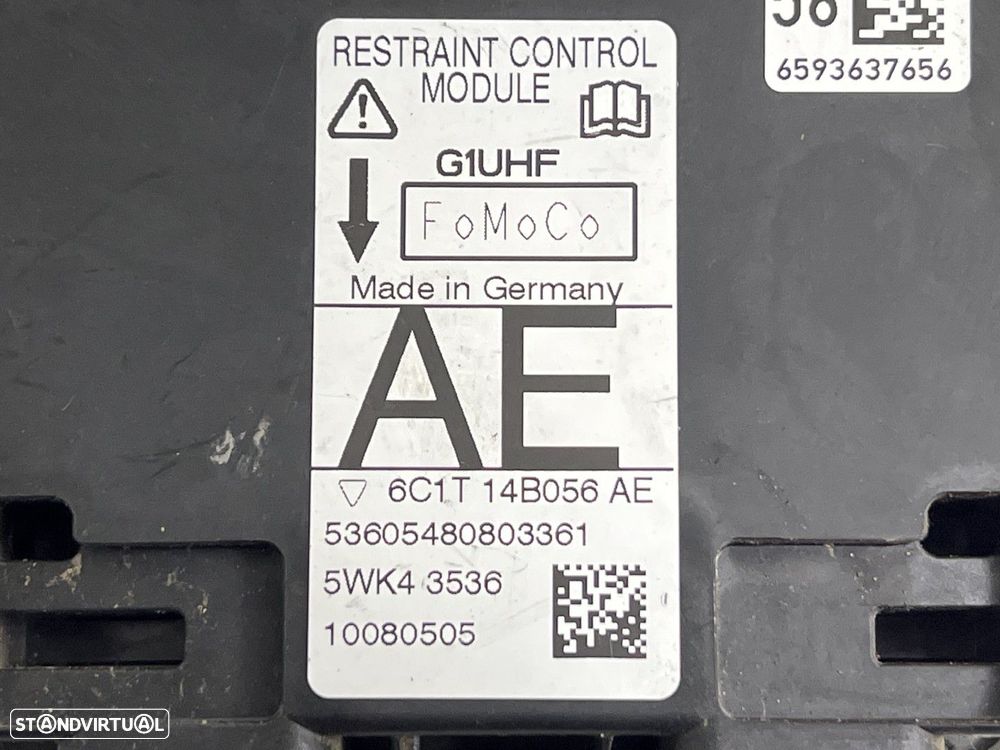 RESTRAINT CONTROL
MODULE
G1UHF
FoMoCo
Made in Germany
AE
6C1T 14B056 AE
53605480803361
5WK4 3536
10080505
6593637656
STANDVIRTUAL